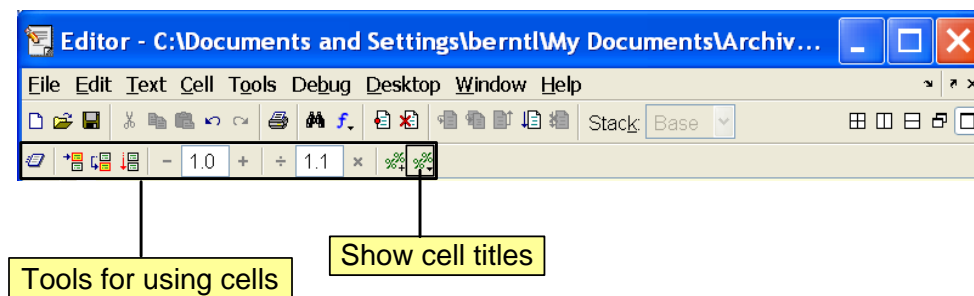 Editor - C:\Documents and Settings\berntl\My Documents\Archiv...
File Edit Text Cell Tools Debug Desktop Window Help
Stack: Base
1.0 1.1
Show cell titles
Tools for using cells